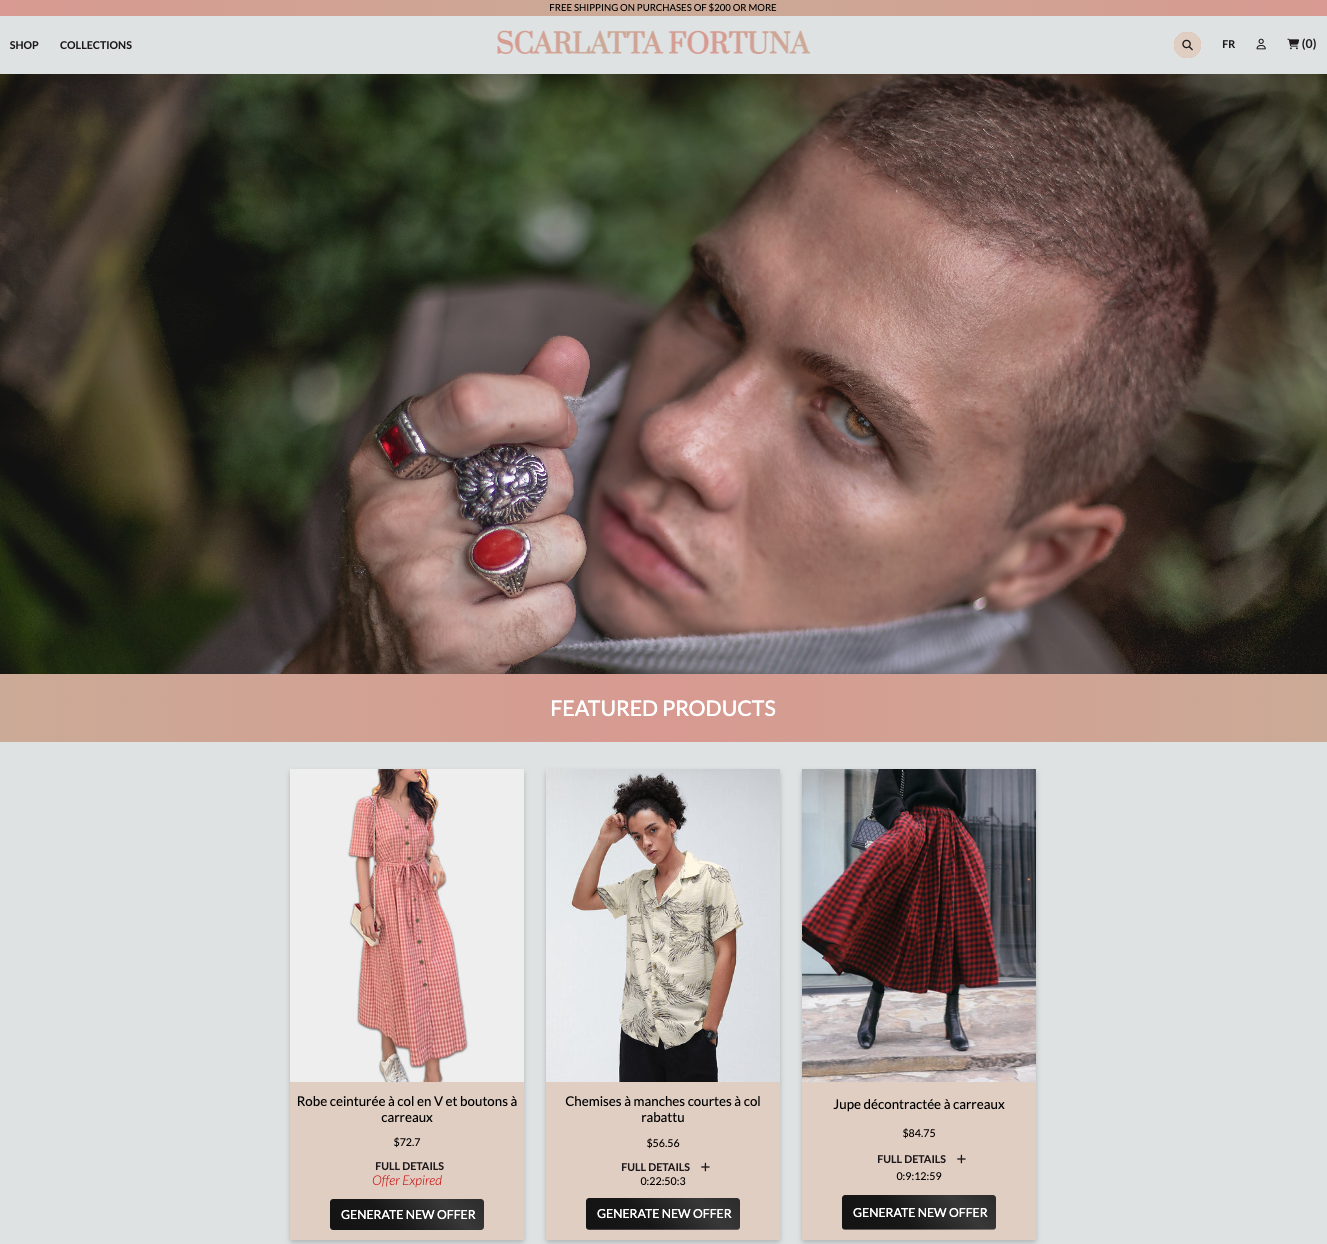 FREE SHIPPING ON PURCHASES OF $200 OR MORE
SHOP COLLECTIONS SCARLATTA FORTUNA FR (0)
FEATURED PRODUCTS
Robe ceinturée à col en V et boutons à
carreaux
$72.7
FULL DETAILS
Offer Expired
GENERATE NEW OFFER
Chemises à manches courtes à col
rabattu
$56.56
FULL DETAILS +
0:22:50:3
GENERATE NEW OFFER
Jupe décontractée à carreaux
$84.75
FULL DETAILS +
0:9:12:59
GENERATE NEW OFFER